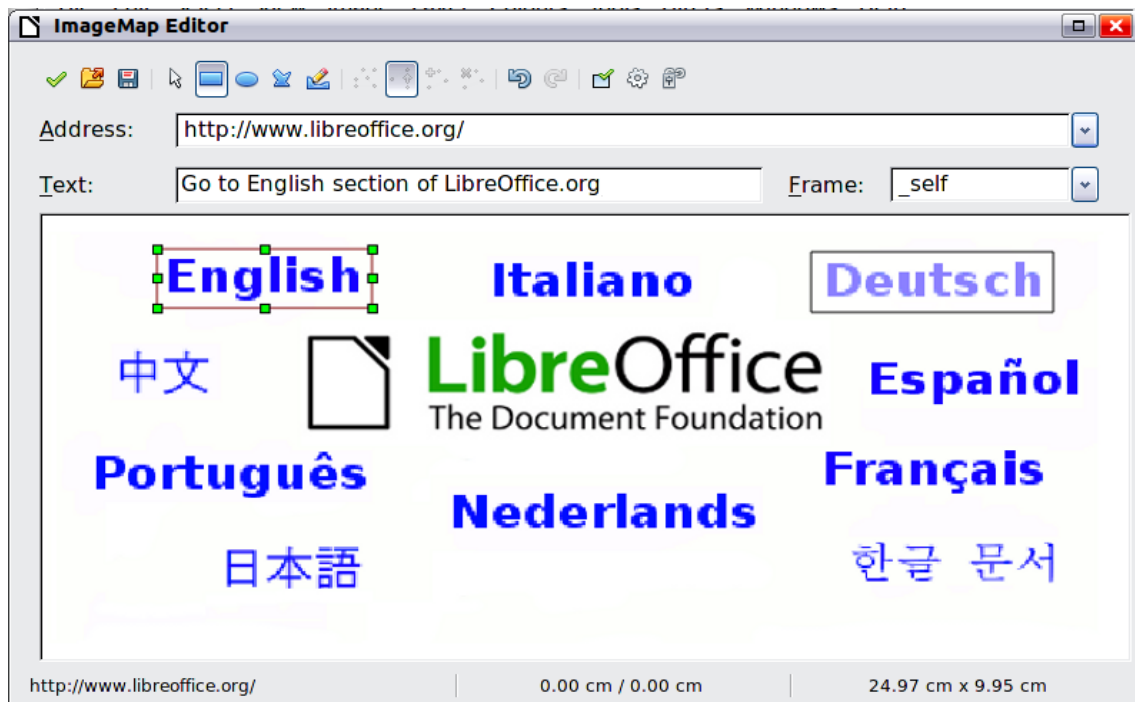 ImageMap Editor
Address: http://www.libreoffice.org/
Text: Go to English section of LibreOffice.org Frame: _self
English Italiano Deutsch
中文 LibreOffice Español
The Document Foundation
Português Français
Nederlands
日本語 한글 문서
http://www.libreoffice.org/ 0.00 cm / 0.00 cm 24.97 cm x 9.95 cm